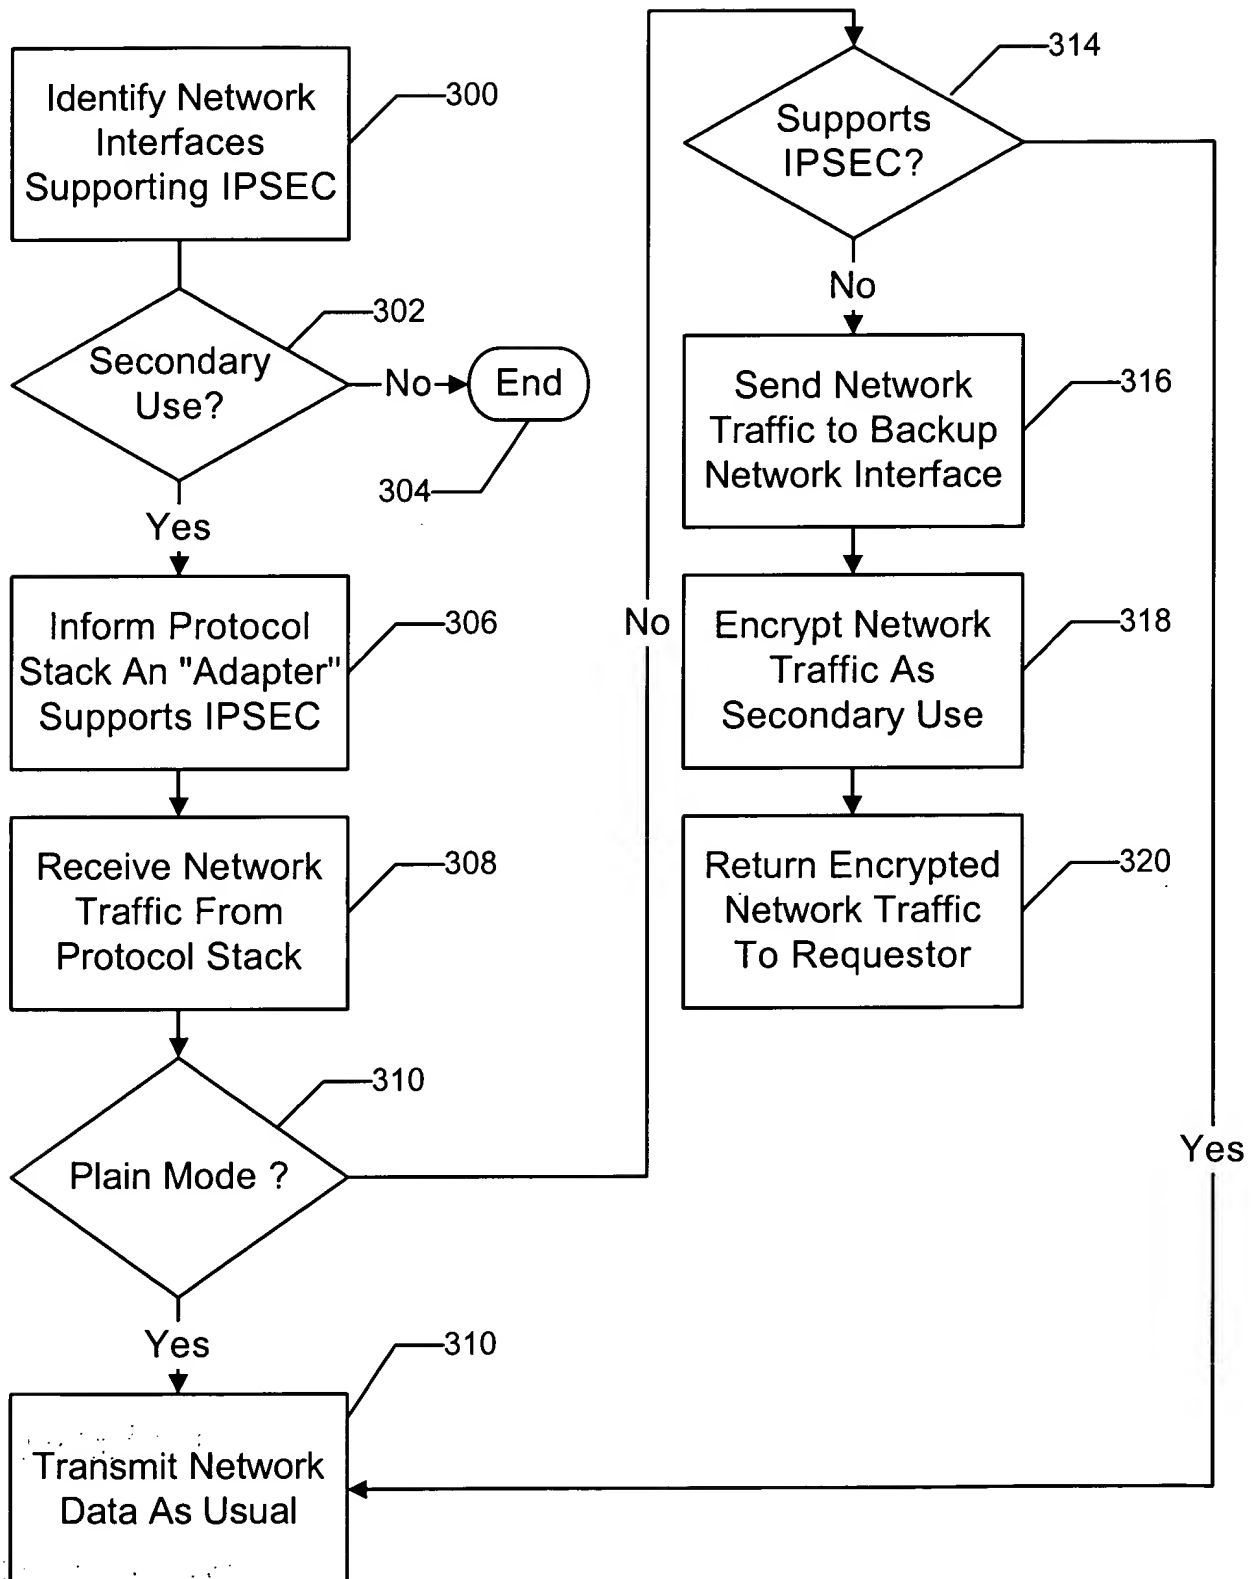 Identify Network
Interfaces
Supporting IPSEC
300
Secondary
Use?
302
No
End
304
Yes
Inform Protocol
Stack An "Adapter"
Supports IPSEC
306
Receive Network
Traffic From
Protocol Stack
308
Plain Mode ?
310
Yes
Transmit Network
Data As Usual
310
No
Supports
IPSEC?
314
No
Send Network
Traffic to Backup
Network Interface
316
Encrypt Network
Traffic As
Secondary Use
318
Return Encrypted
Network Traffic
To Requestor
320
Yes